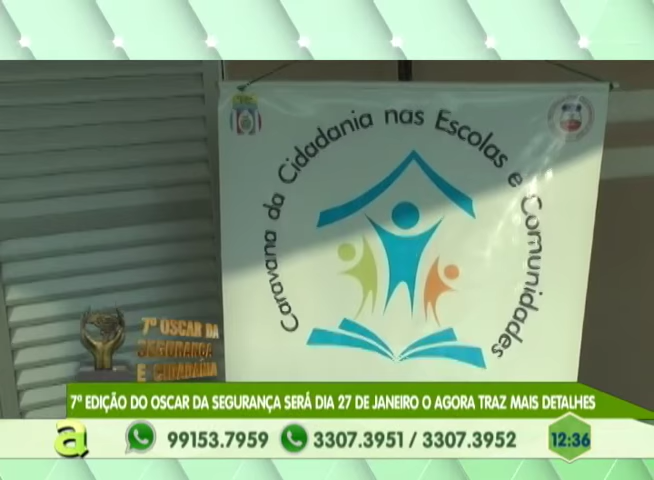 Caravana da Cidadania nas Escolas e Comunidades
7º OSCAR DA
SEGURANÇA
E CIDADANIA
7ª EDIÇÃO DO OSCAR DA SEGURANÇA SERÁ DIA 27 DE JANEIRO O AGORA TRAZ MAIS DETALHES
a 99153.7959 3307.3951 / 3307.3952 12:36